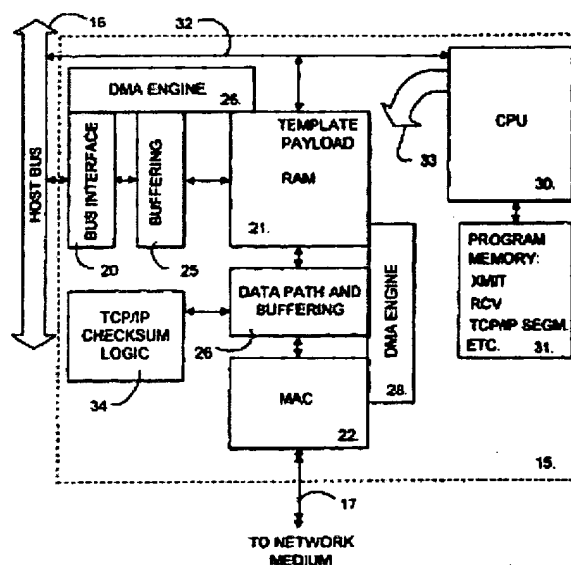 16
32
DMA ENGINE
26.
HOST BUS
BUS INTERFACE
20
BUFFERING
25
TEMPLATE
PAYLOAD
RAM
21.
33
CPU
30.
PROGRAM
MEMORY:
XMIT
RCV
TCP/IP SEGM.
ETC.
31.
DATA PATH AND
BUFFERING
26
DMA ENGINE
28.
TCP/IP
CHECKSUM
LOGIC
34
MAC
22.
15.
17
TO NETWORK
MEDIUM